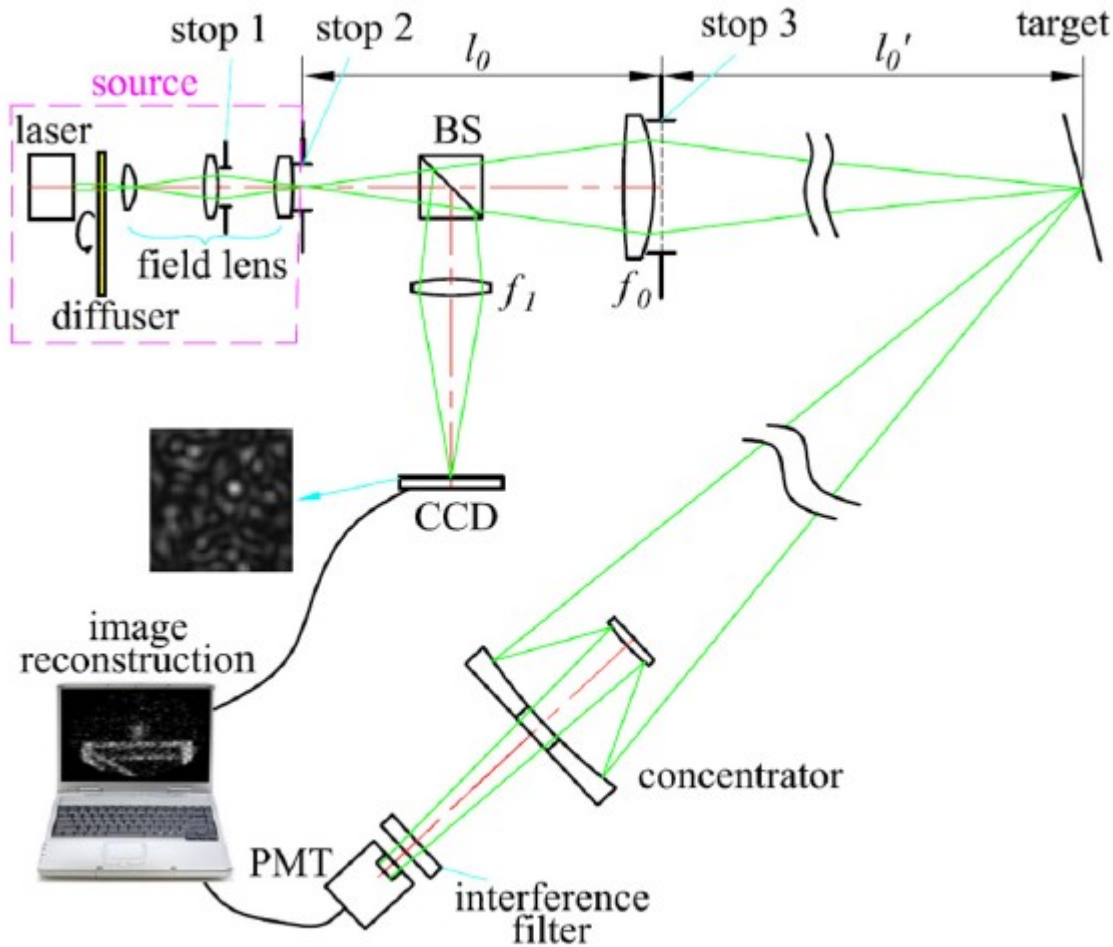 stop 1
stop 2
l₀
stop 3
l₀'
target
source
laser
BS
field lens
diffuser
f₁
f₀
CCD
image
reconstruction
concentrator
PMT
interference
filter